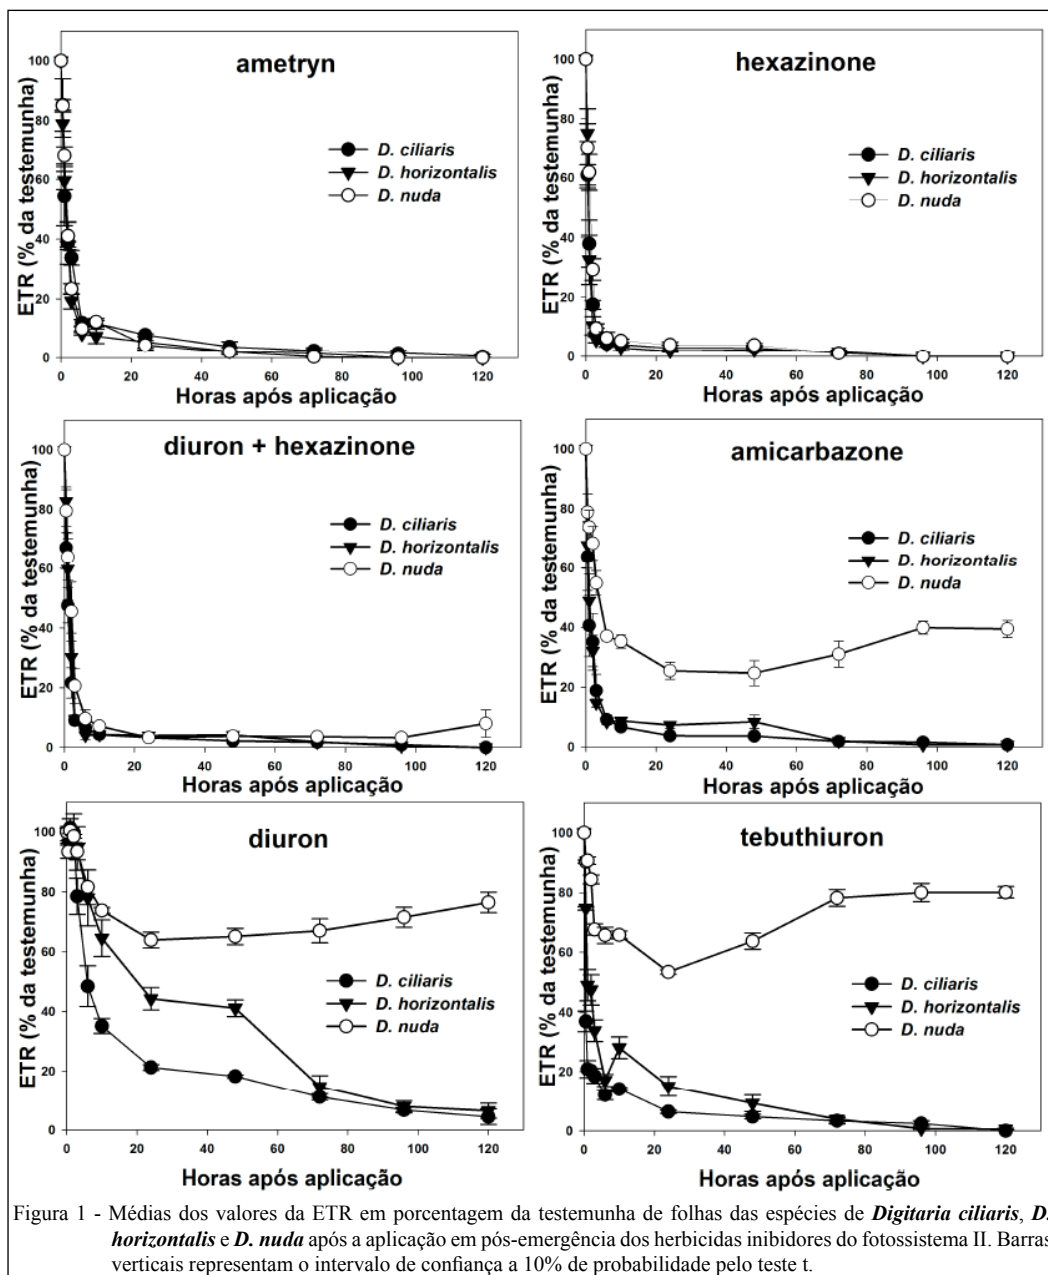 ametryn
ETR (% da testemunha)
100
80
60
40
20
0
D. ciliaris
D. horizontalis
D. nuda
0 20 40 60 80 100 120
Horas após aplicação
hexazinone
ETR (% da testemunha)
100
80
60
40
20
0
D. ciliaris
D. horizontalis
D. nuda
0 20 40 60 80 100 120
Horas após aplicação
diuron + hexazinone
ETR (% da testemunha)
100
80
60
40
20
0
D. ciliaris
D. horizontalis
D. nuda
0 20 40 60 80 100 120
Horas após aplicação
amicarbazone
ETR (% da testemunha)
100
80
60
40
20
0
D. ciliaris
D. horizontalis
D. nuda
0 20 40 60 80 100 120
Horas após aplicação
diuron
ETR (% da testemunha)
100
80
60
40
20
0
D. ciliaris
D. horizontalis
D. nuda
0 20 40 60 80 100 120
Horas após aplicação
tebuthiuron
ETR (% da testemunha)
100
80
60
40
20
0
D. ciliaris
D. horizontalis
D. nuda
0 20 40 60 80 100 120
Horas após aplicação
Figura 1 - Médias dos valores da ETR em porcentagem da testemunha de folhas das espécies de Digitaria ciliaris, D.
horizontalis e D. nuda após a aplicação em pós-emergência dos herbicidas inibidores do fotossistema II. Barras
verticais representam o intervalo de confiança a 10% de probabilidade pelo teste t.